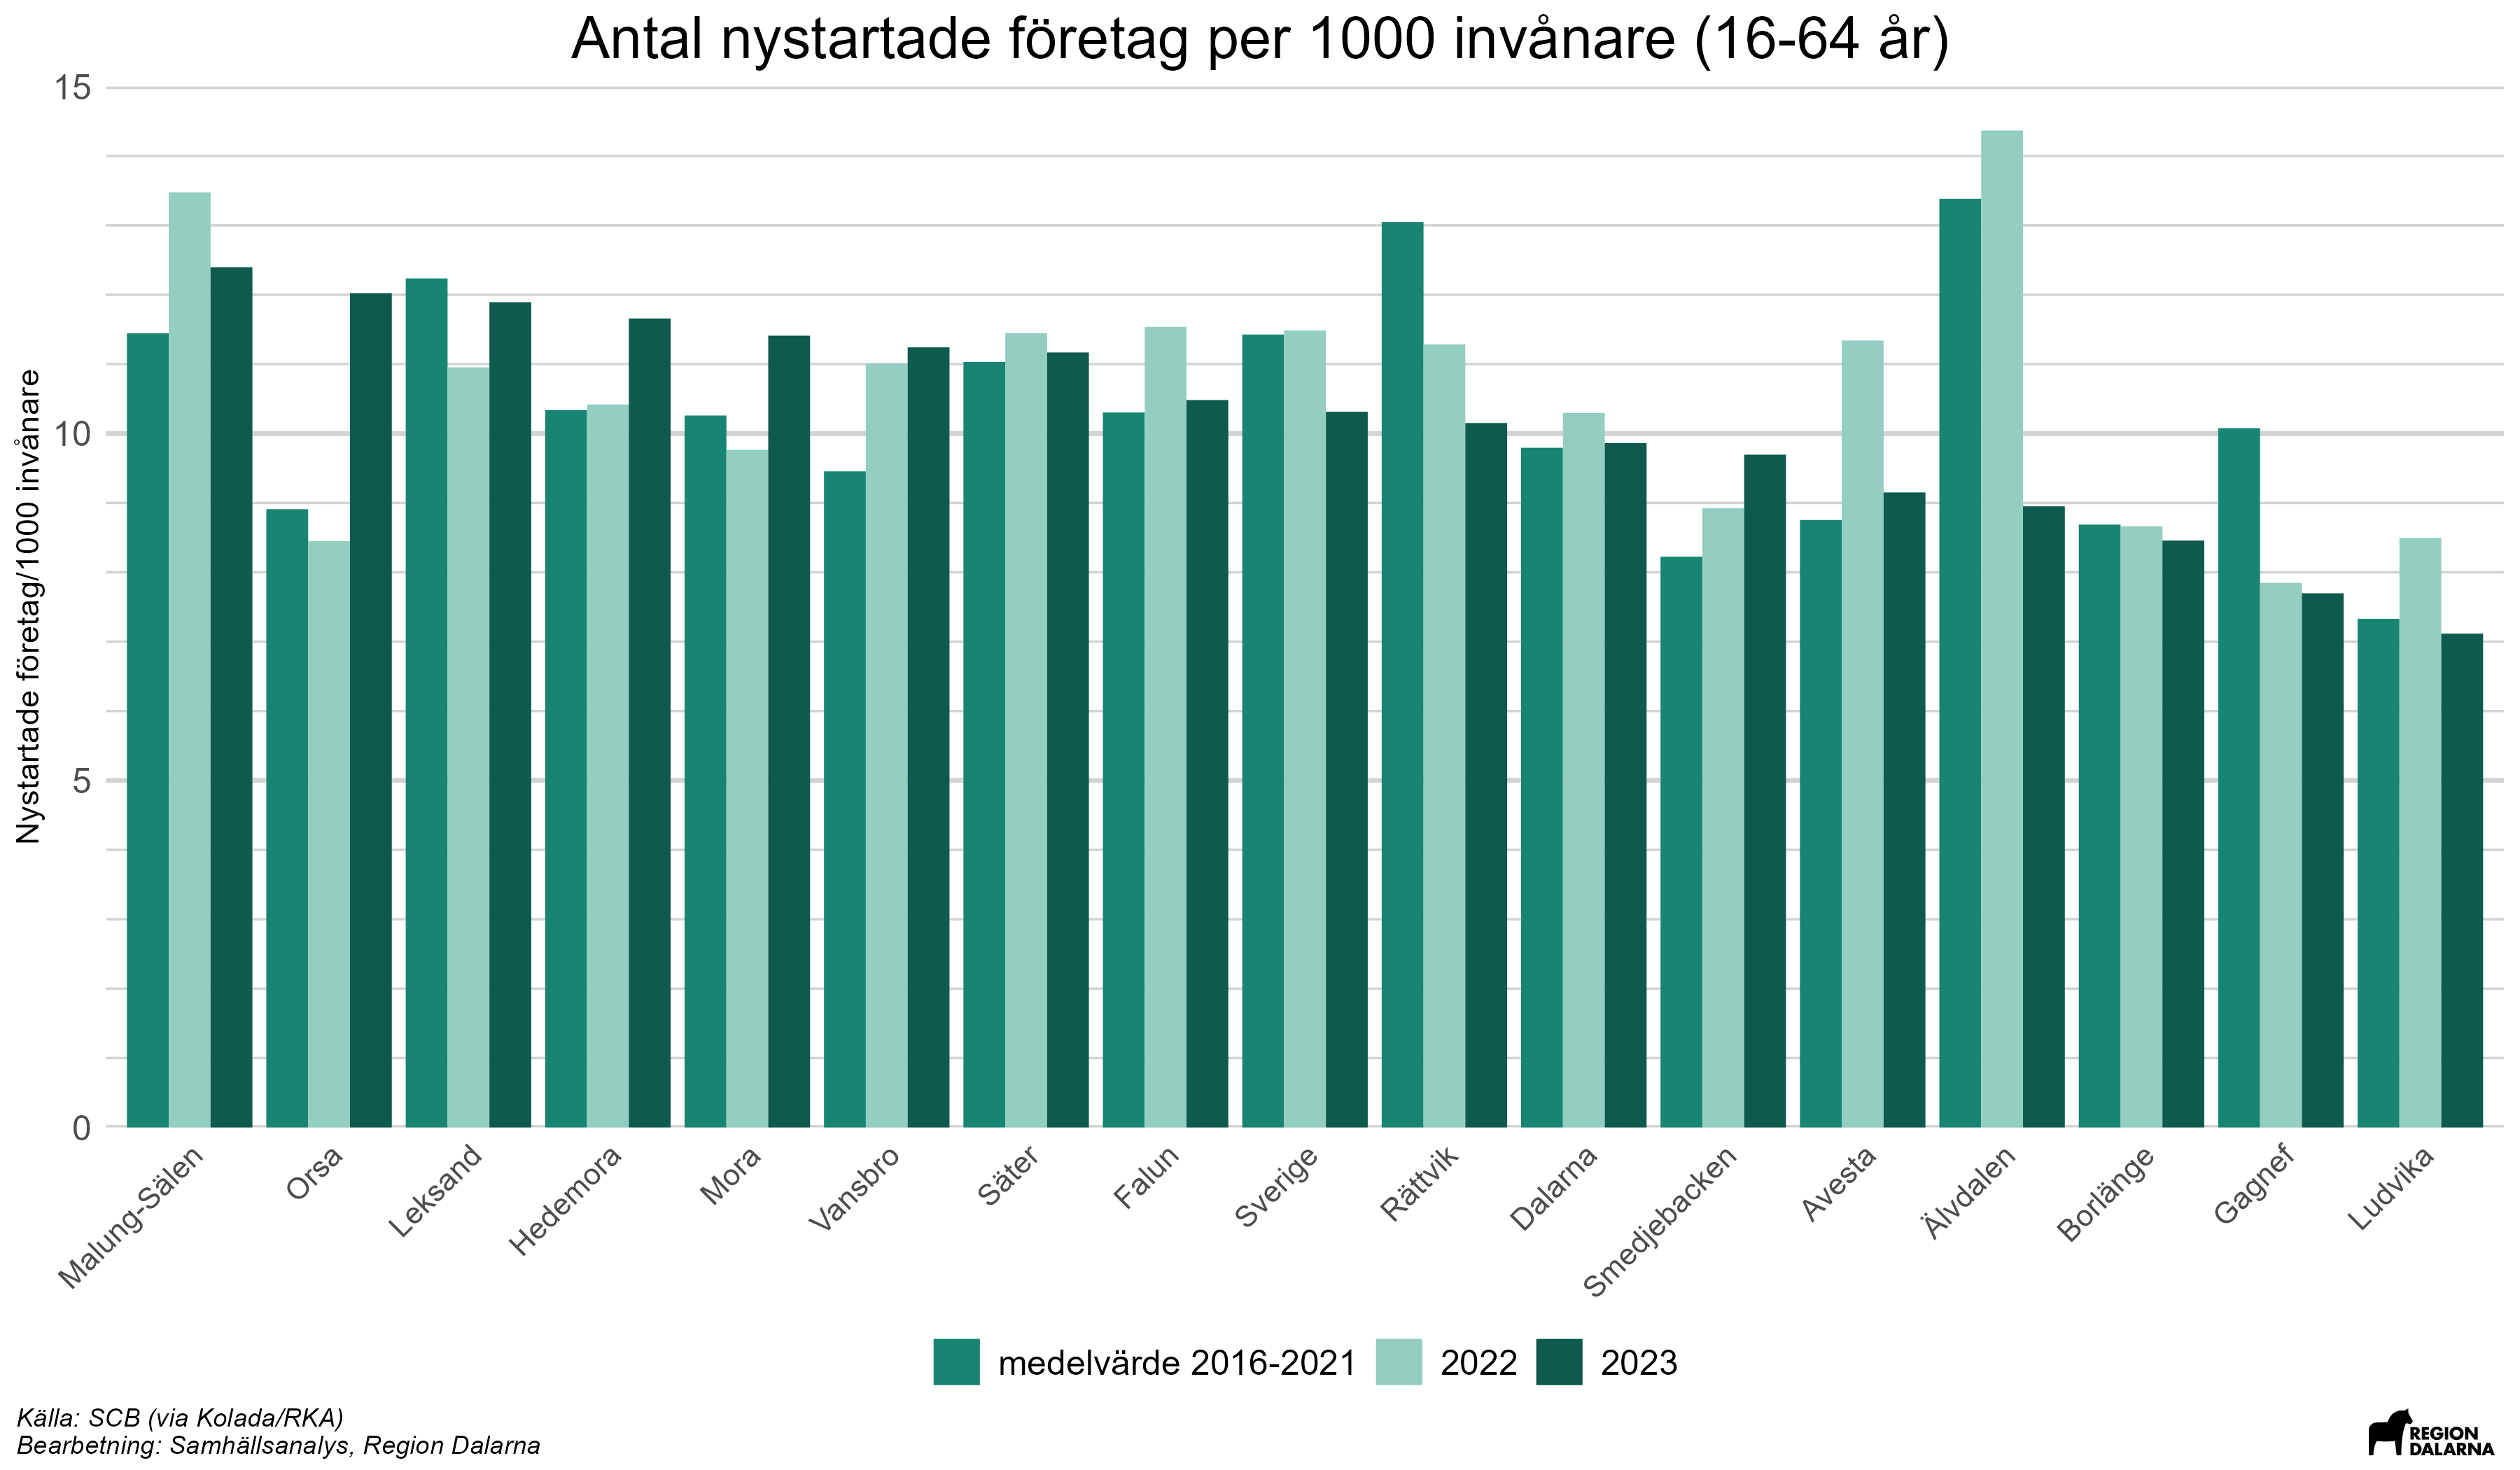 Antal nystartade företag per 1000 invånare (16-64 år)
Nystartade företag/1000 invånare
15
10
5
0
Malung-Sälen
Orsa
Leksand
Hedemora
Mora
Vansbro
Säter
Falun
Sverige
Rättvik
Dalarna
Smedjebacken
Avesta
Älvdalen
Borlänge
Gagnef
Ludvika
medelvärde 2016-2021
2022
2023
Källa: SCB (via Kolada/RKA)
Bearbetning: Samhällsanalys, Region Dalarna
REGION
DALARNA